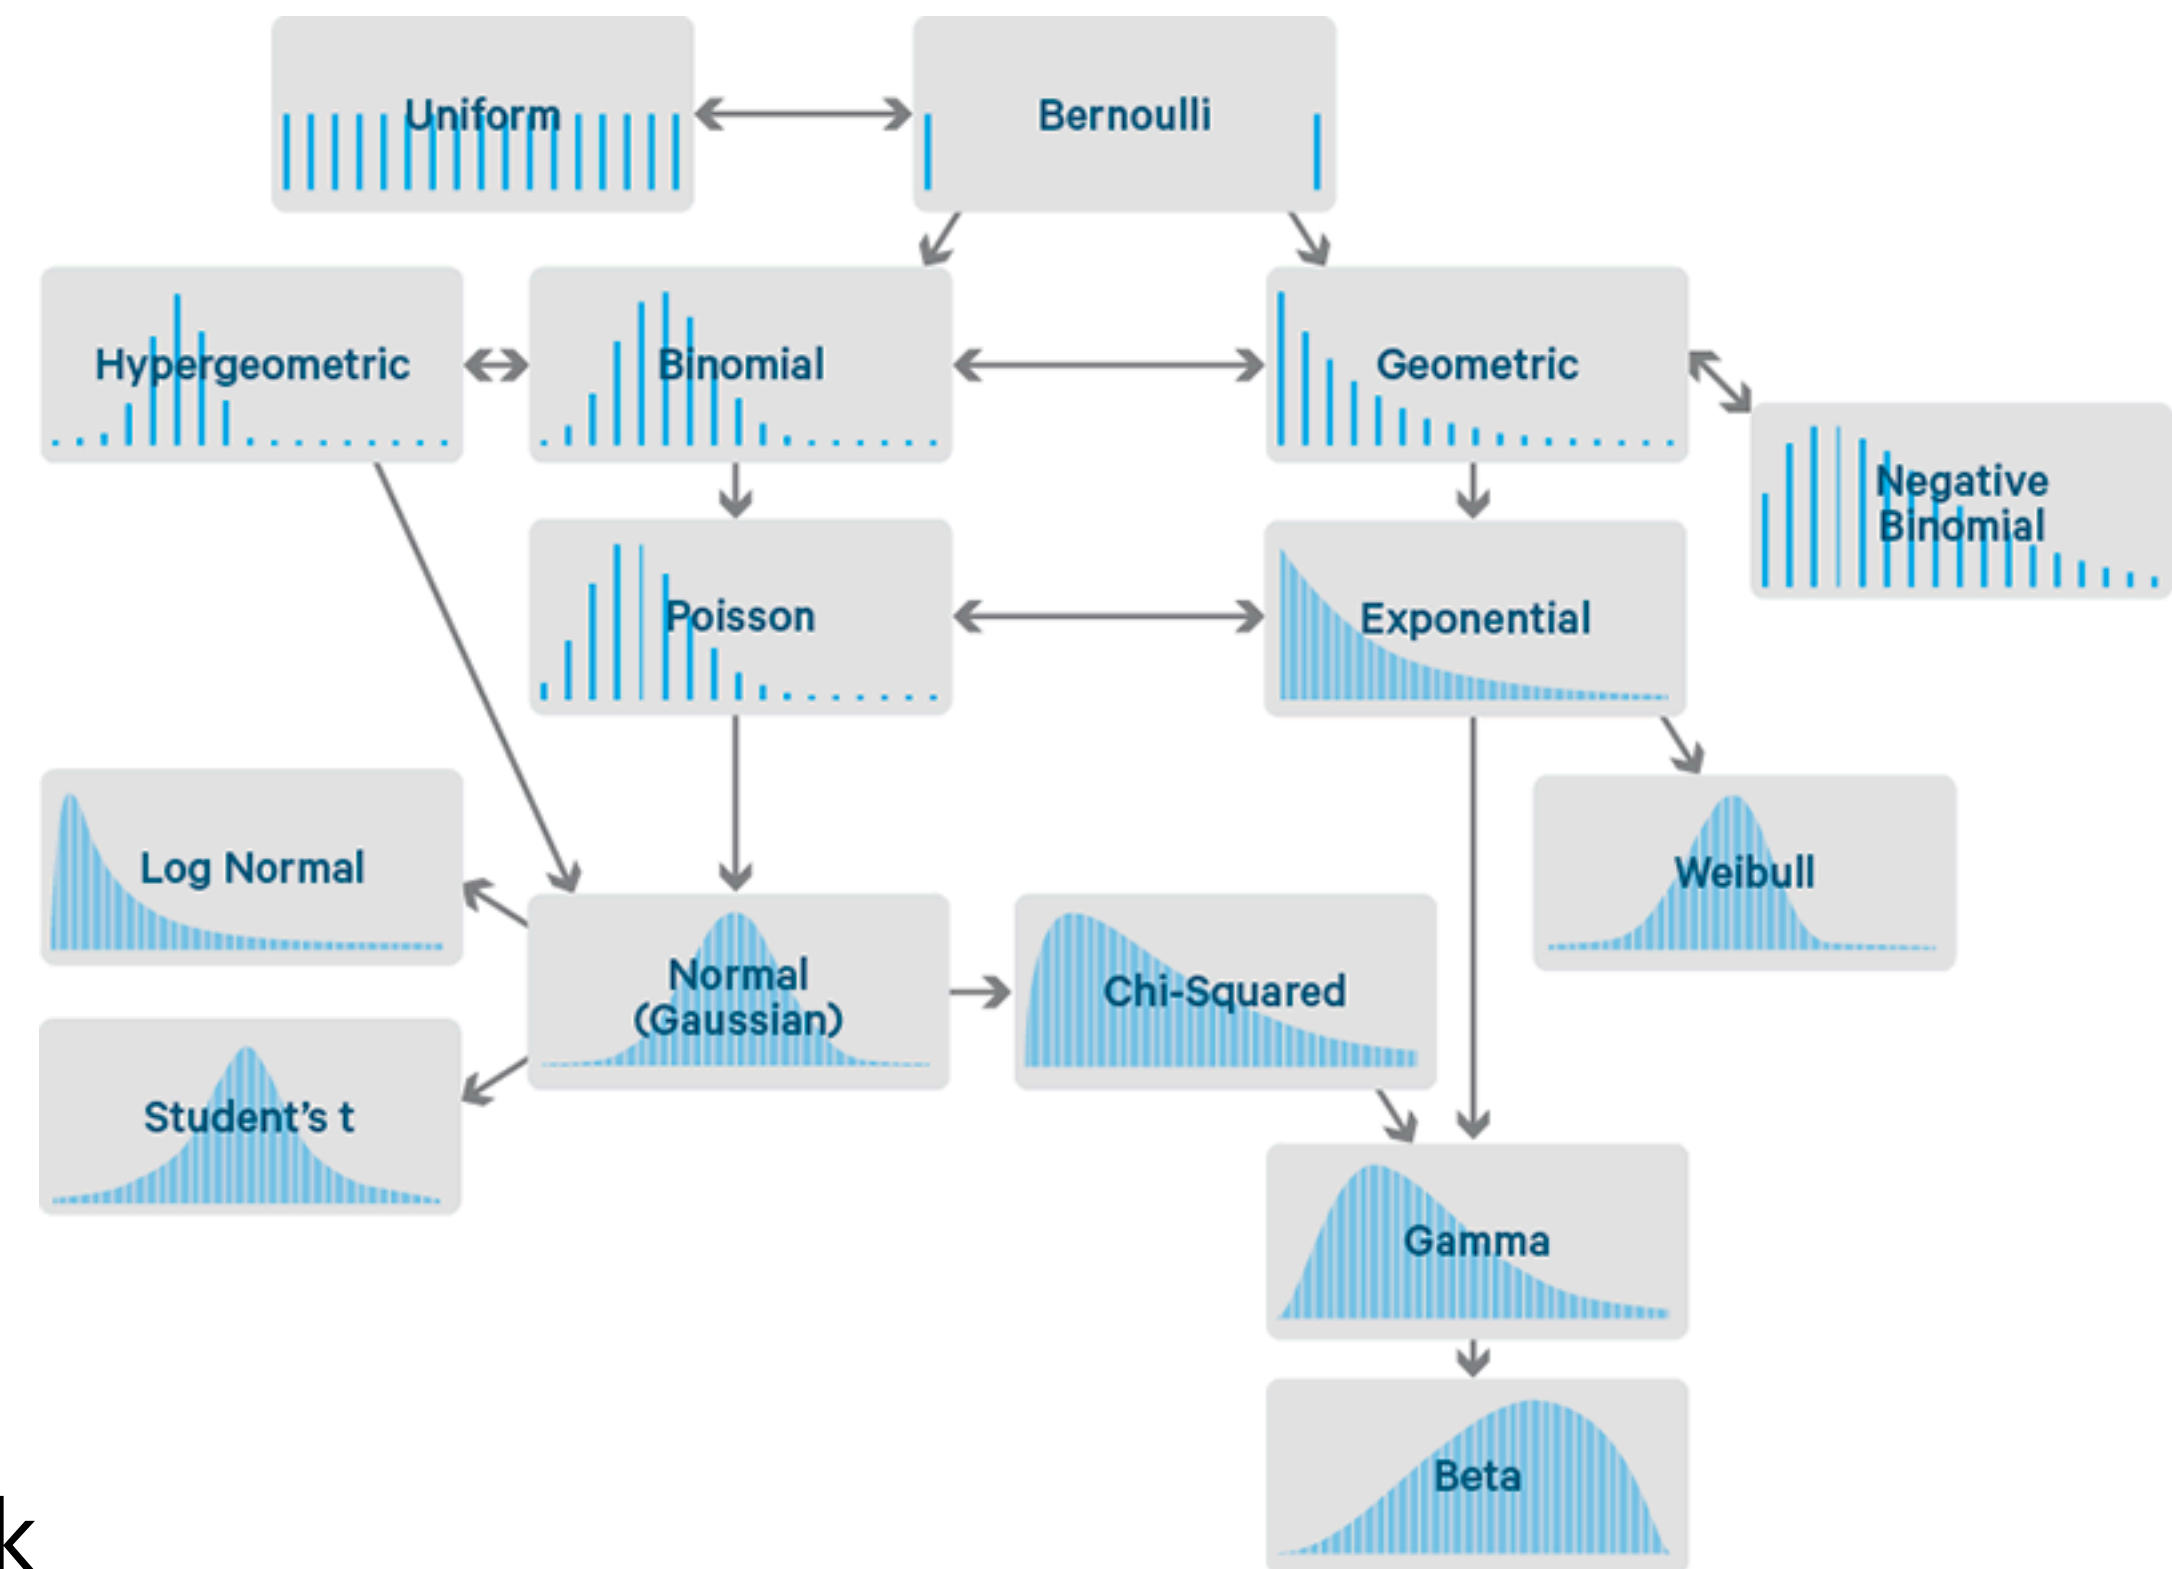 Uniform
Bernoulli
Hypergeometric
Binomial
Geometric
Negative
Binomial
Poisson
Exponential
Log Normal
Weibull
Normal
(Gaussian)
Chi-Squared
Student’s t
Gamma
Beta
k